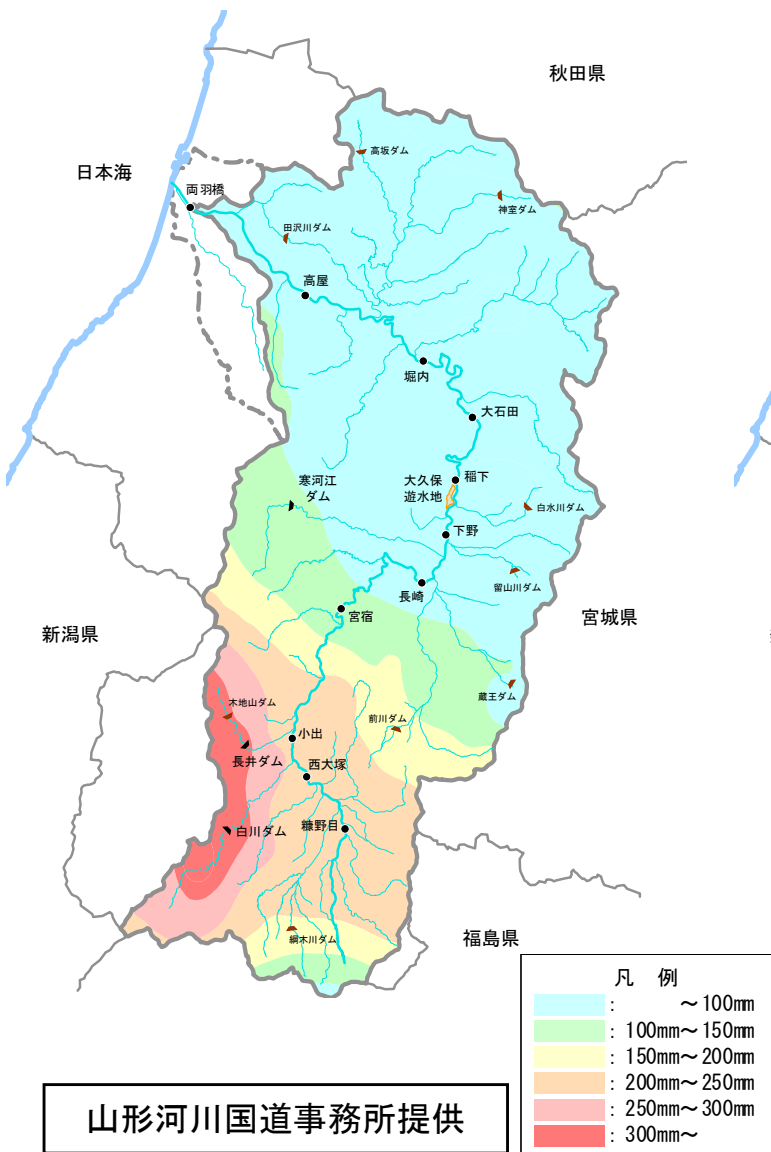 秋田県
高坂ダム
日本海
両羽橋
神室ダム
田沢川ダム
高屋
堀内
大石田
寒河江
ダム
大久保
遊水地
稲下
白水川ダム
下野
留山川ダム
長崎
宮宿
宮城県
新潟県
蔵王ダム
木地山ダム
前川ダム
小出
長井ダム
西大塚
糠野目
白川ダム
綱木川ダム
福島県
凡 例
: ～100mm
: 100mm～150mm
: 150mm～200mm
: 200mm～250mm
: 250mm～300mm
: 300mm～
山形河川国道事務所提供